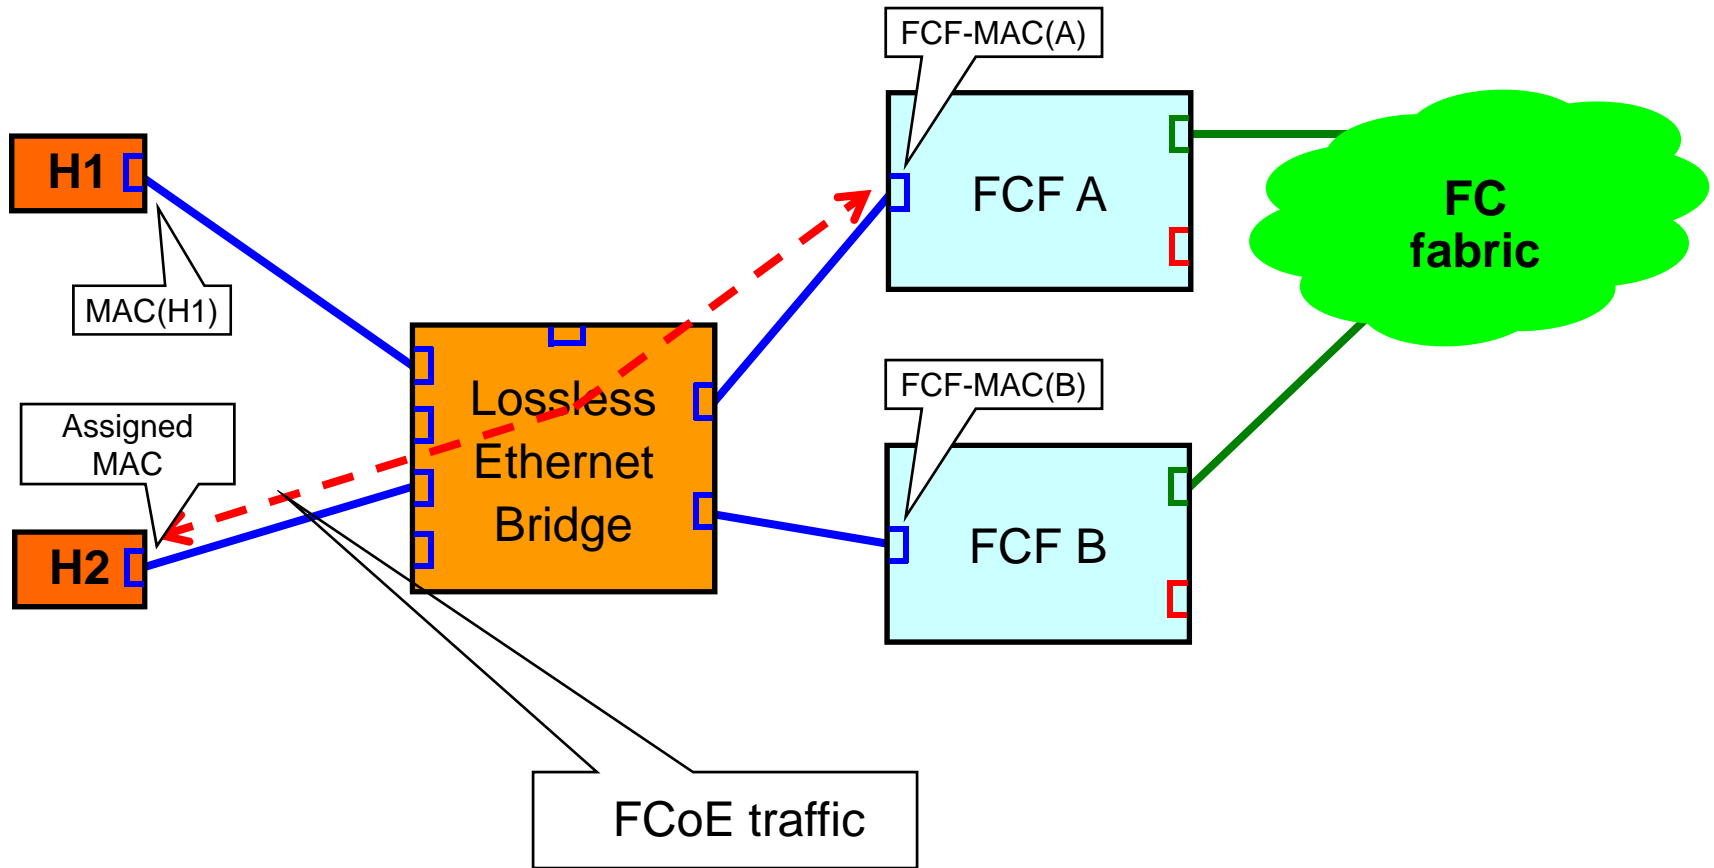 FCF-MAC(A)
H1
FCF A
FC
fabric
MAC(H1)
Lossless
Ethernet
Bridge
FCF-MAC(B)
Assigned
MAC
H2
FCF B
FCoE traffic